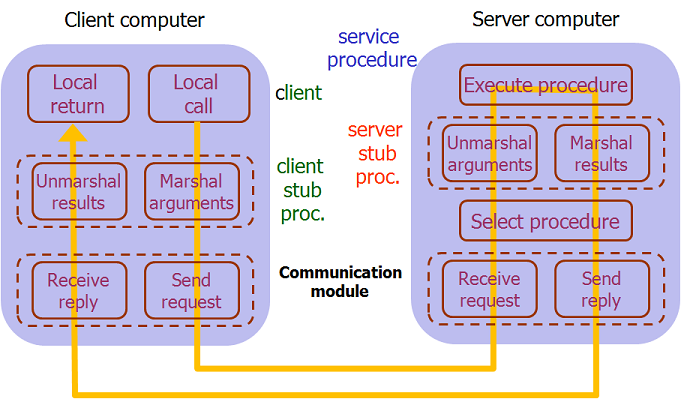 Client computer
Server computer
service
procedure
Local
return
Local
call
client
Execute procedure
Unmarshal
results
Marshal
arguments
client
stub
proc.
server
stub
proc.
Unmarshal
arguments
Marshal
results
Select procedure
Receive
reply
Send
request
Communication
module
Receive
request
Send
reply